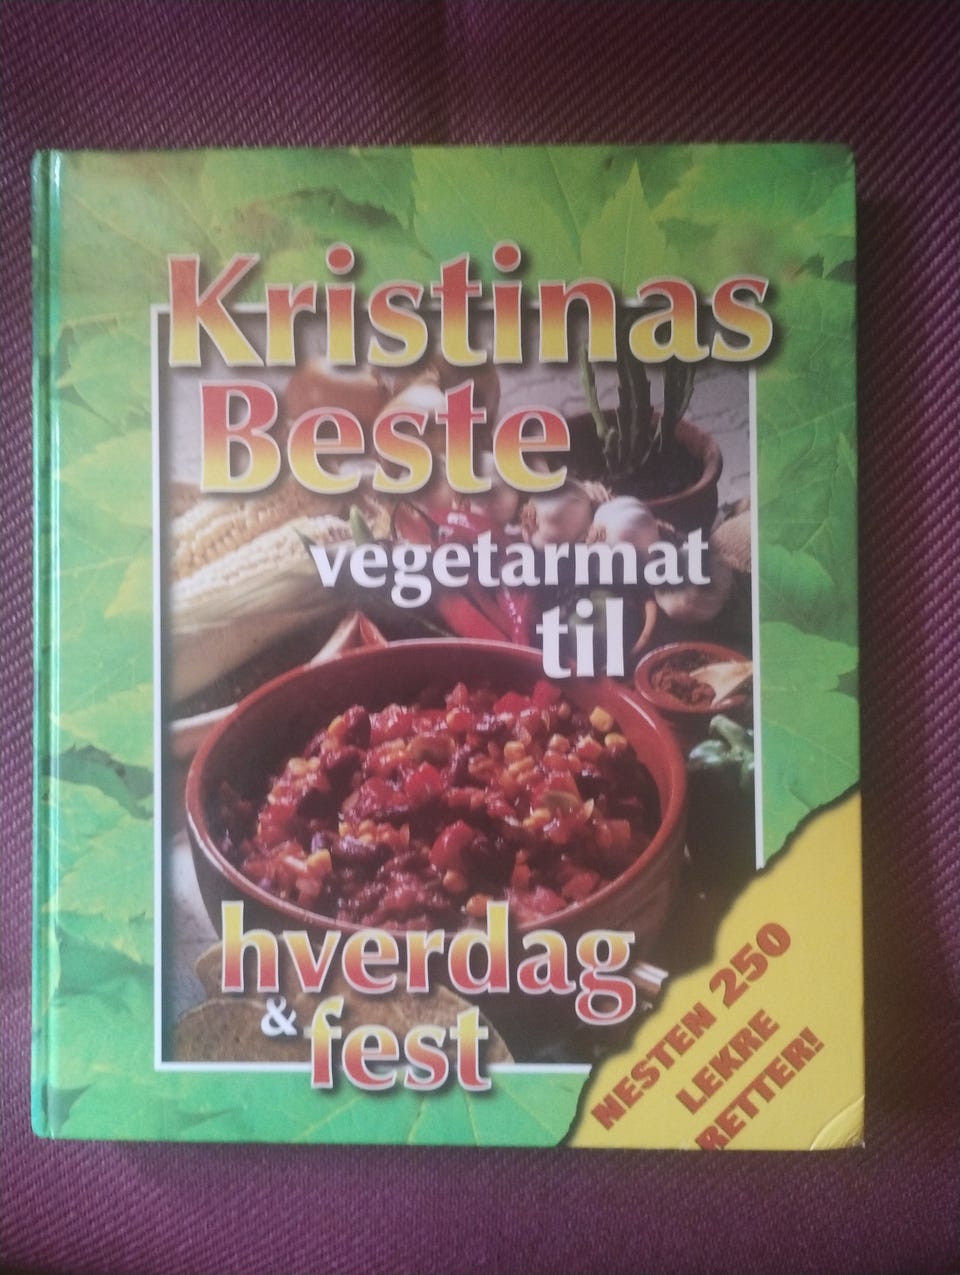 Kristinas
Beste
vegetarmat
til
hverdag
& fest
NESTEN 250
LEKRE
RETTER!